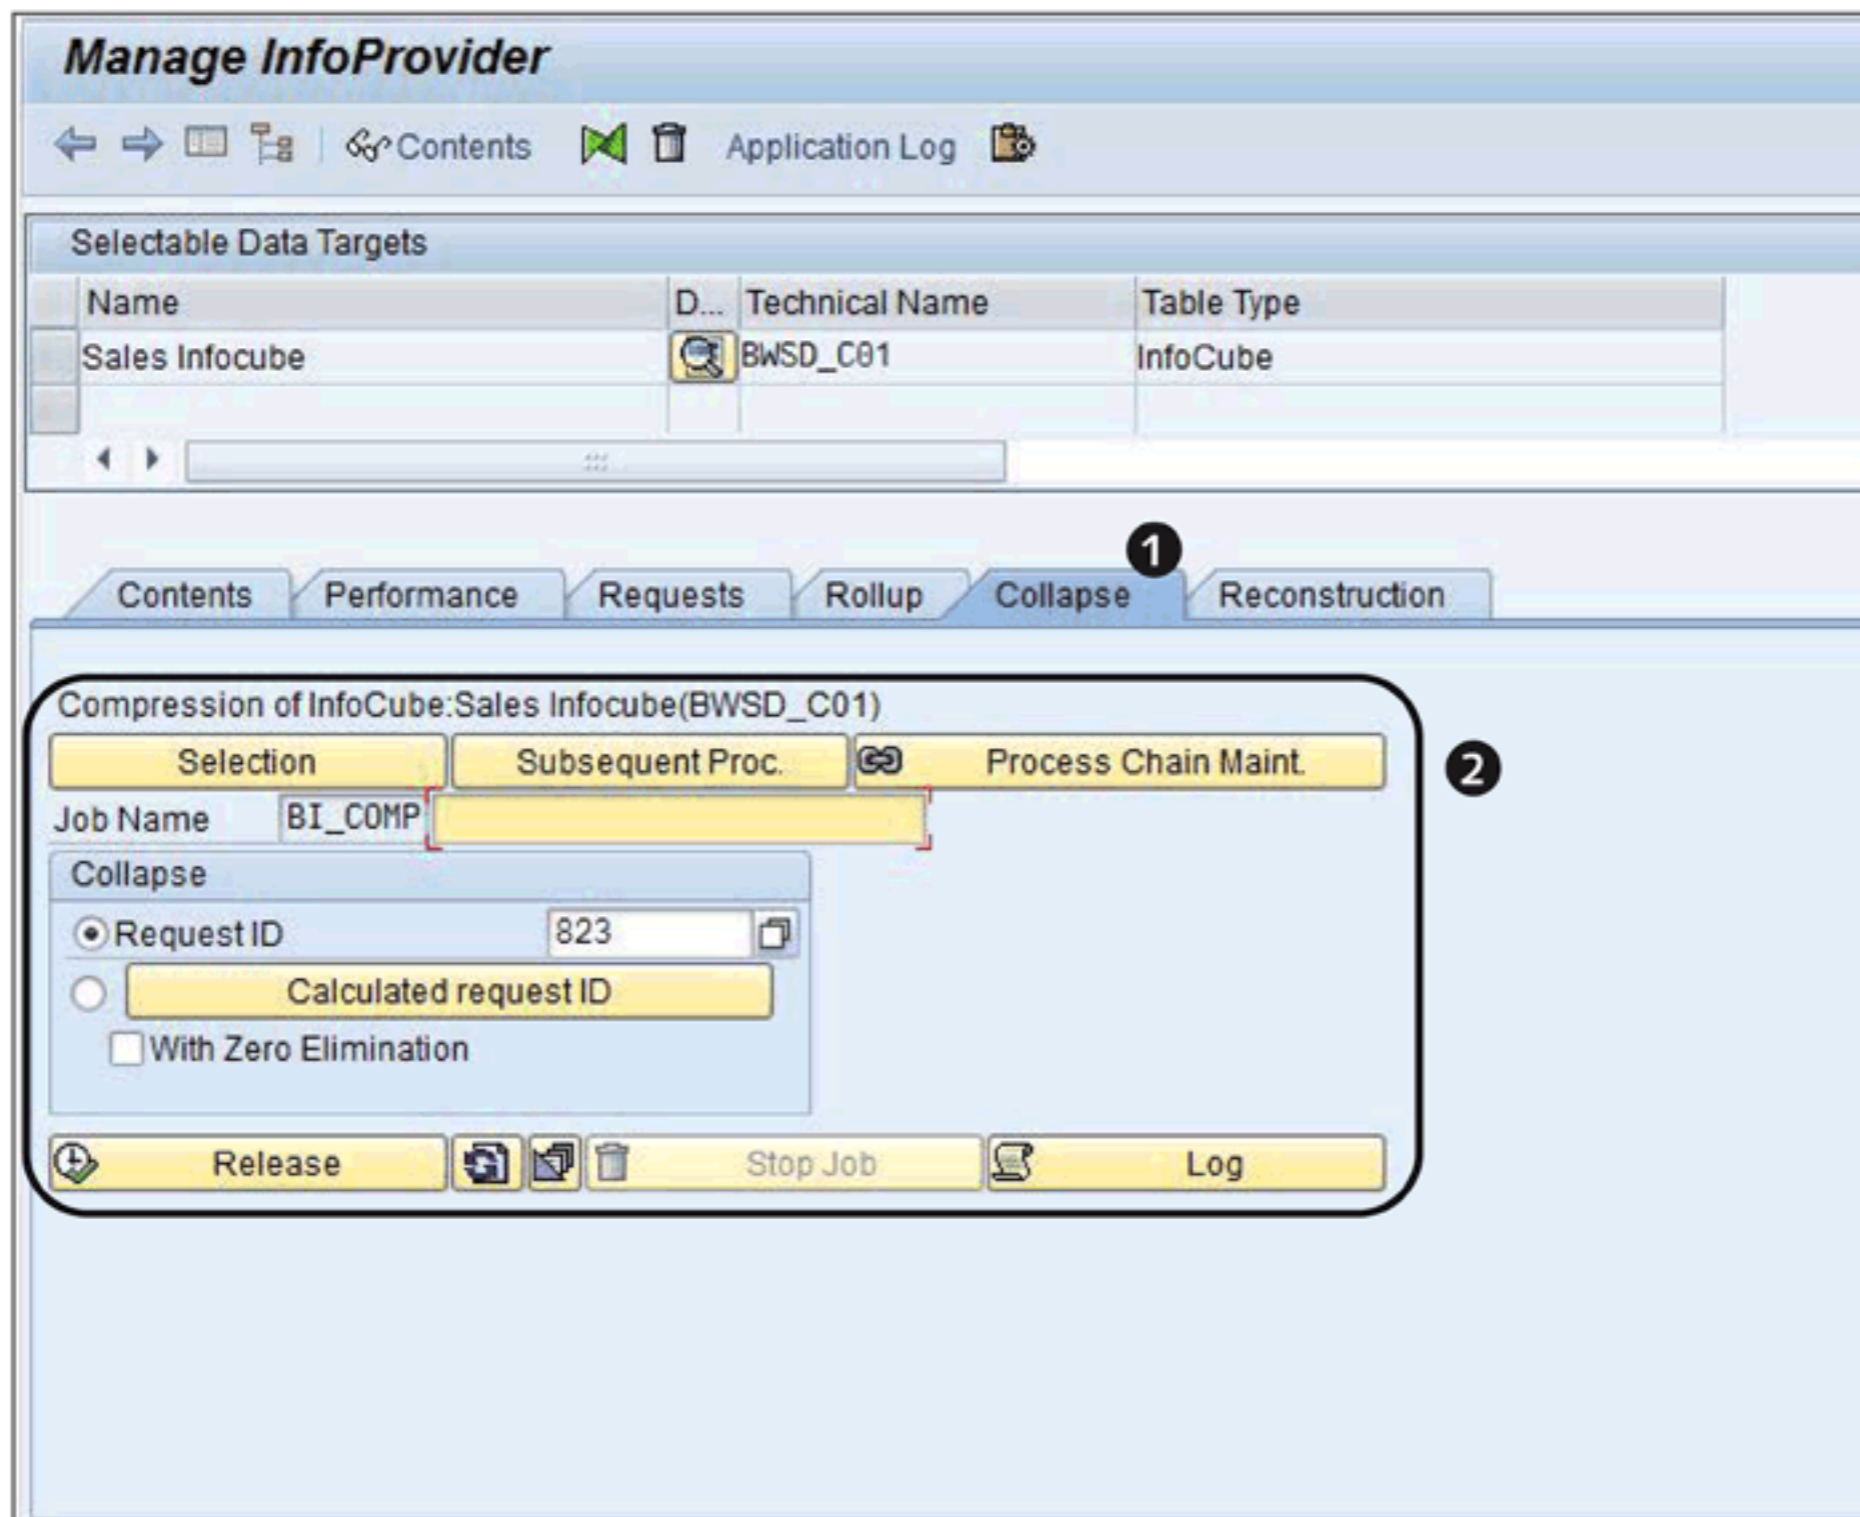 Manage InfoProvider
Contents Application Log
Selectable Data Targets
Name D... Technical Name Table Type
Sales Infocube BWSD_C01 InfoCube
1
Contents Performance Requests Rollup Collapse Reconstruction
Compression of InfoCube:Sales Infocube(BWSD_C01)
Selection Subsequent Proc. Process Chain Maint. 2
Job Name BI_COMP
Collapse
Request ID 823
Calculated request ID
With Zero Elimination
Release Stop Job Log